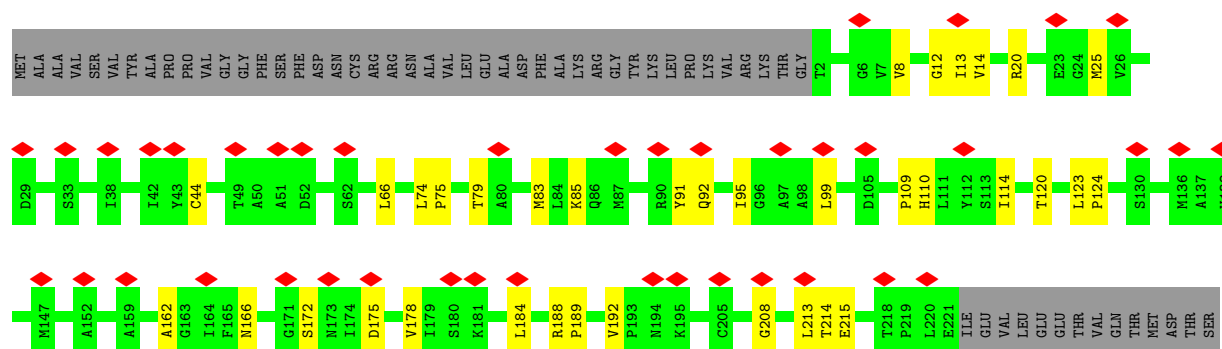 MET ALA ALA VAL SER VAL TYR ALA PRO PRO VAL GLY GLY PHE SER PHE ASP ASN CYS ARG ARG ASN ALA VAL LEU GLU ALA ASP PHE ALA LYS ARG GLY TYR LYS LEU PRO LYS VAL ARG LYS THR GLY T2 G6 V7 V8 G12 I13 V14 R20 E23 G24 M25 V26
D29 S33 I38 I42 Y43 C44 T49 A50 A51 D52 S62 L66 L74 P75 T79 A80 M83 L84 K85 Q86 M87 R90 Y91 Q92 I95 G96 A97 A98 L99 D105 P109 H110 L111 Y112 S113 I114 T120 L123 P124 S130 M136 A137
M147 A152 A159 A162 G163 I164 F165 N166 G171 S172 N173 I174 D175 V178 I179 S180 K181 L184 R188 P189 V192 P193 N194 K195 C205 G208 L213 T214 E215 T218 P219 L220 E221 ILE GLU VAL LEU GLU GLU THR VAL GLN THR MET ASP THR SER